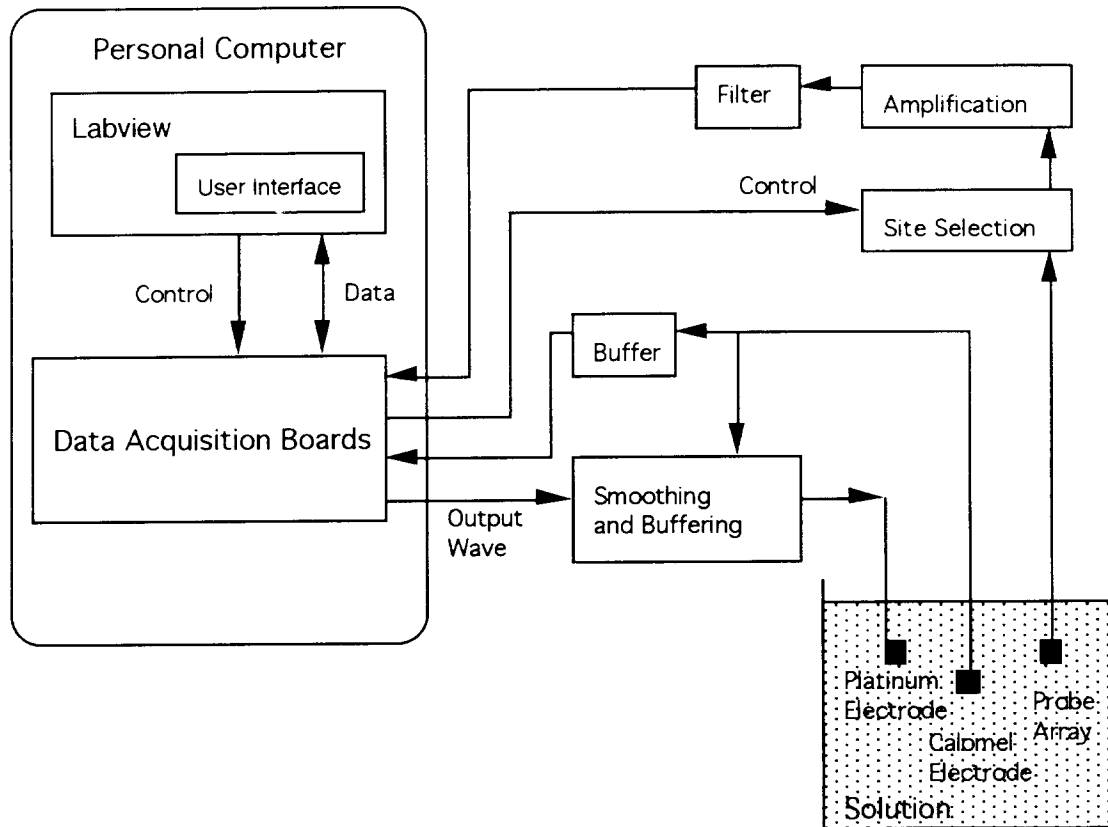 Personal Computer
Labview
User Interface
Control
Data
Data Acquisition Boards
Filter
Amplification
Control
Site Selection
Buffer
Output
Wave
Smoothing
and Buffering
Platinum
Electrode
Calomel
Electrode
Probe
Array
Solution